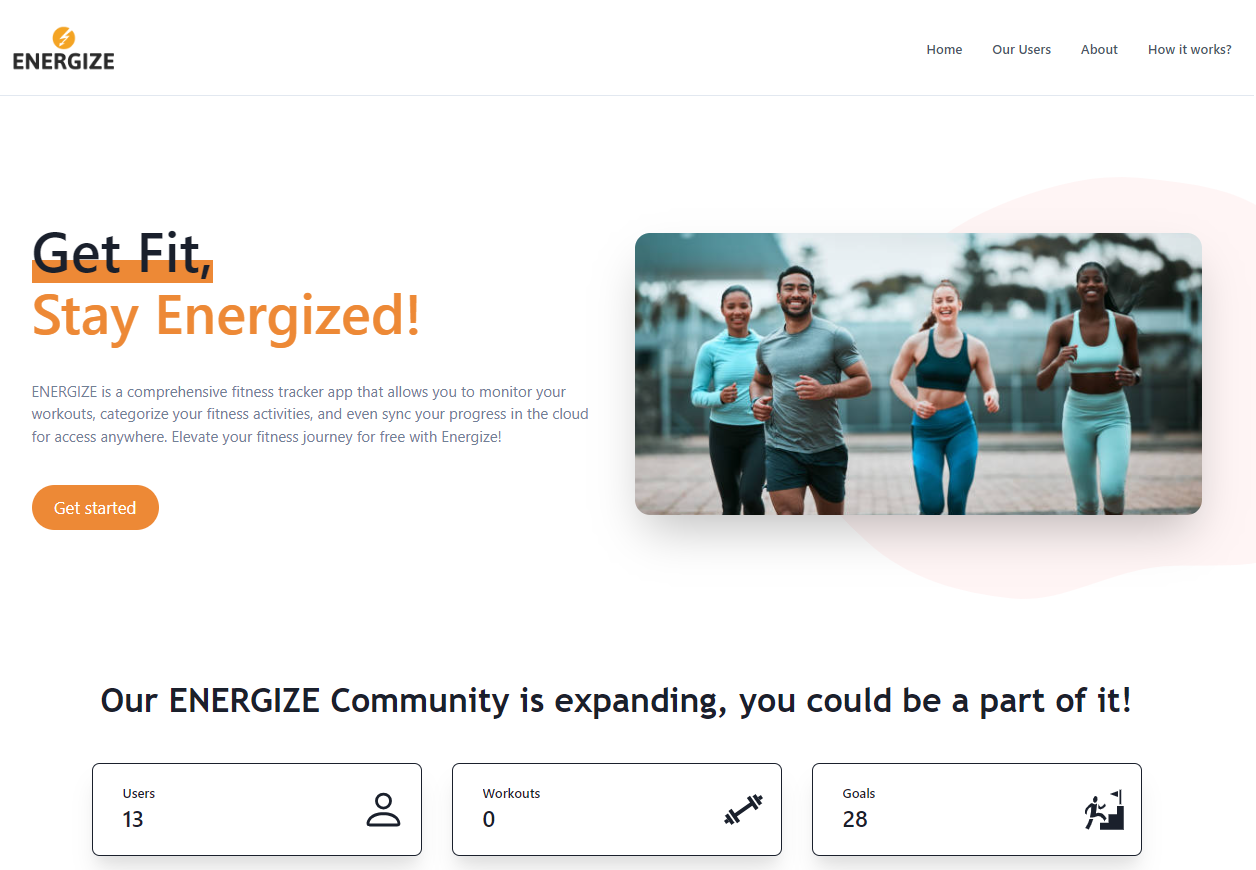 ENERGIZE
Home Our Users About How it works?
Get Fit,
Stay Energized!
ENERGIZE is a comprehensive fitness tracker app that allows you to monitor your
workouts, categorize your fitness activities, and even sync your progress in the cloud
for access anywhere. Elevate your fitness journey for free with Energize!
Get started
Our ENERGIZE Community is expanding, you could be a part of it!
Users
13
Workouts
0
Goals
28